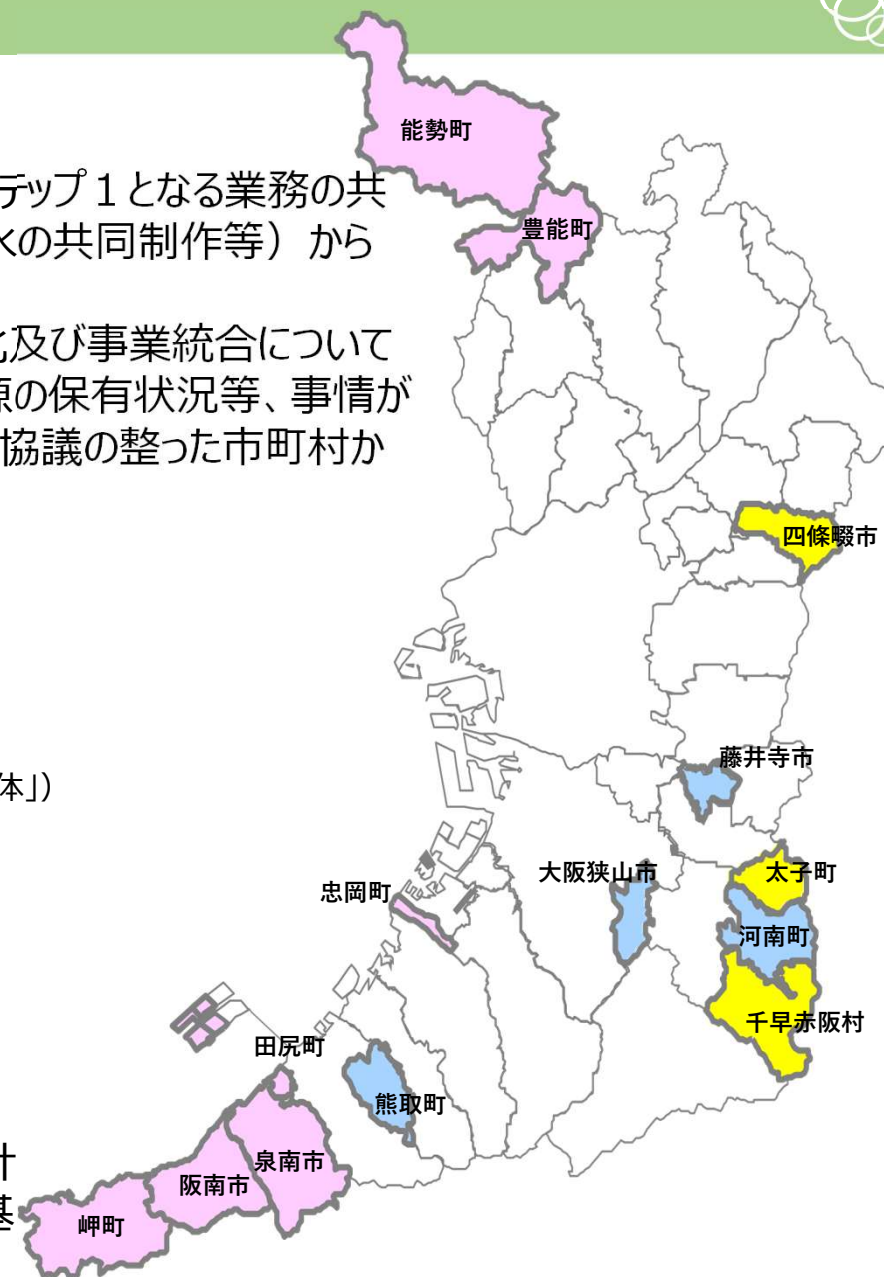 テップ１となる業務の共
水の共同制作等）から
及び事業統合について
源の保有状況等、事情が
協議の整った市町村か
体」）
計
基
能勢町
豊能町
四條畷市
藤井寺市
大阪狭山市
太子町
忠岡町
河南町
千早赤阪村
田尻町
熊取町
泉南市
阪南市
岬町